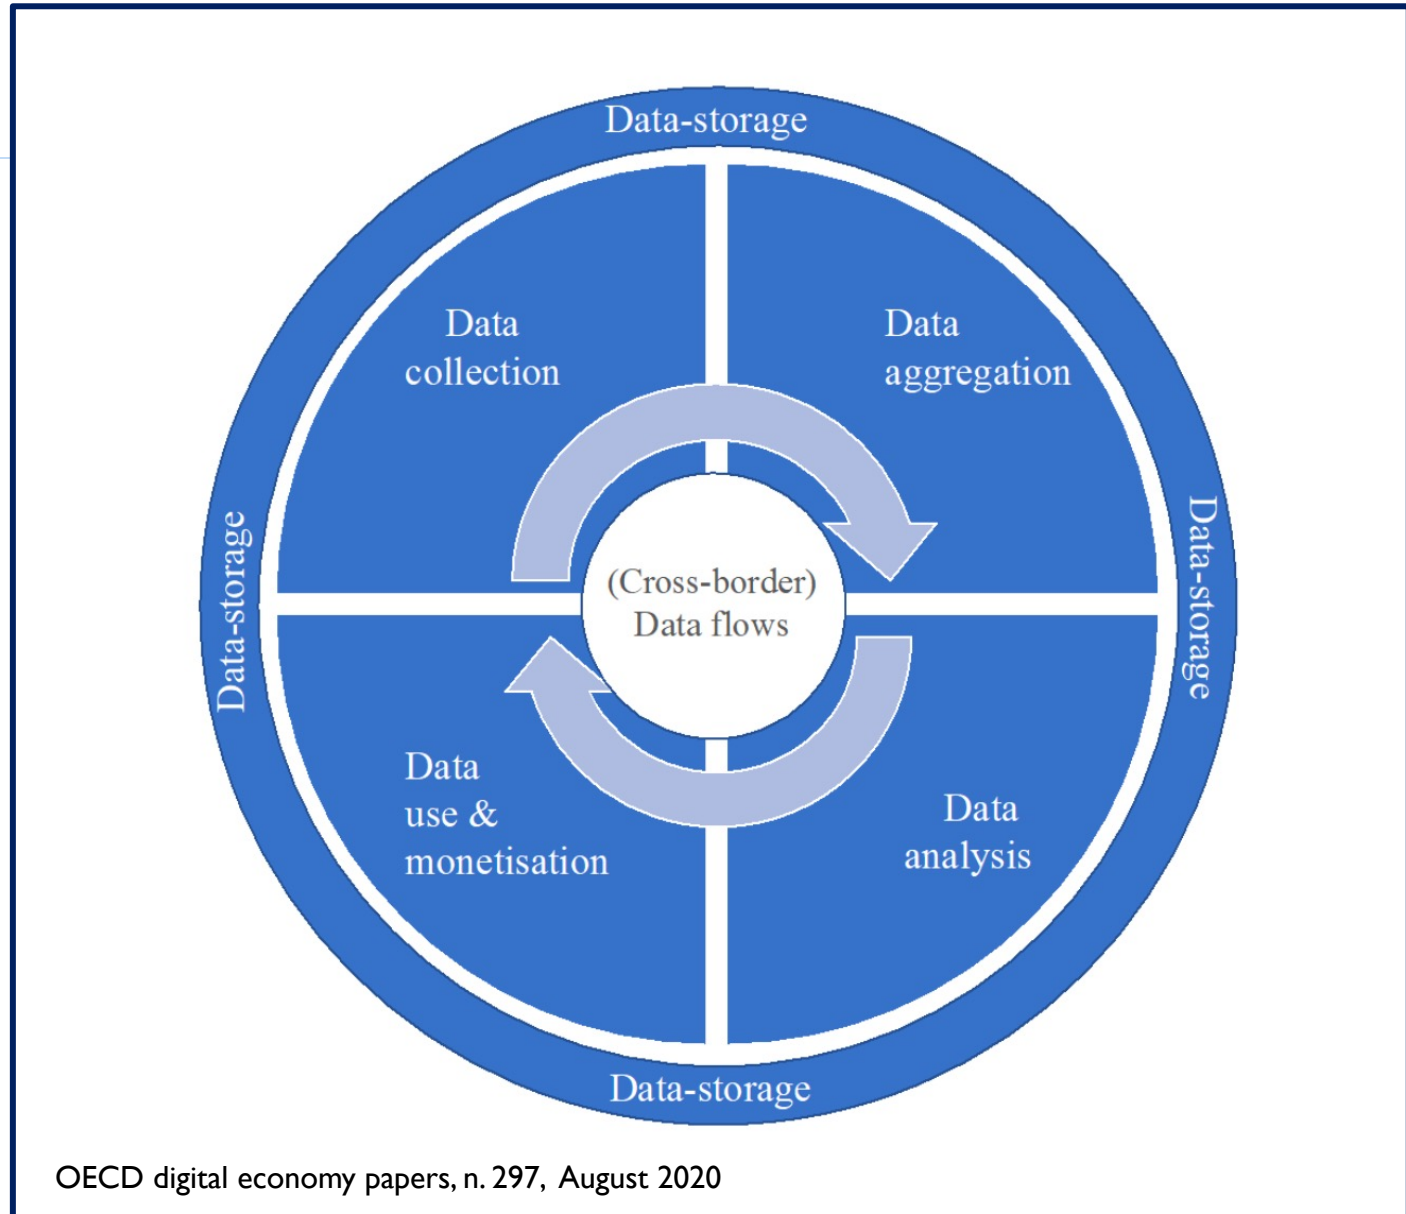 Data-storage
Data
collection
Data
aggregation
Data-storage
(Cross-border)
Data flows
Data-storage
Data
use &
monetisation
Data
analysis
Data-storage
OECD digital economy papers, n. 297, August 2020